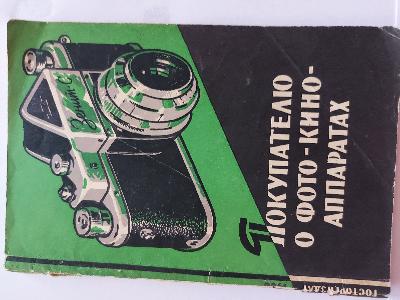 Зенит-С
ПОКУПАТЕЛЮ
О ФОТО-КИНО-
АППАРАТАХ
ГОСТОРГИЗДАТ